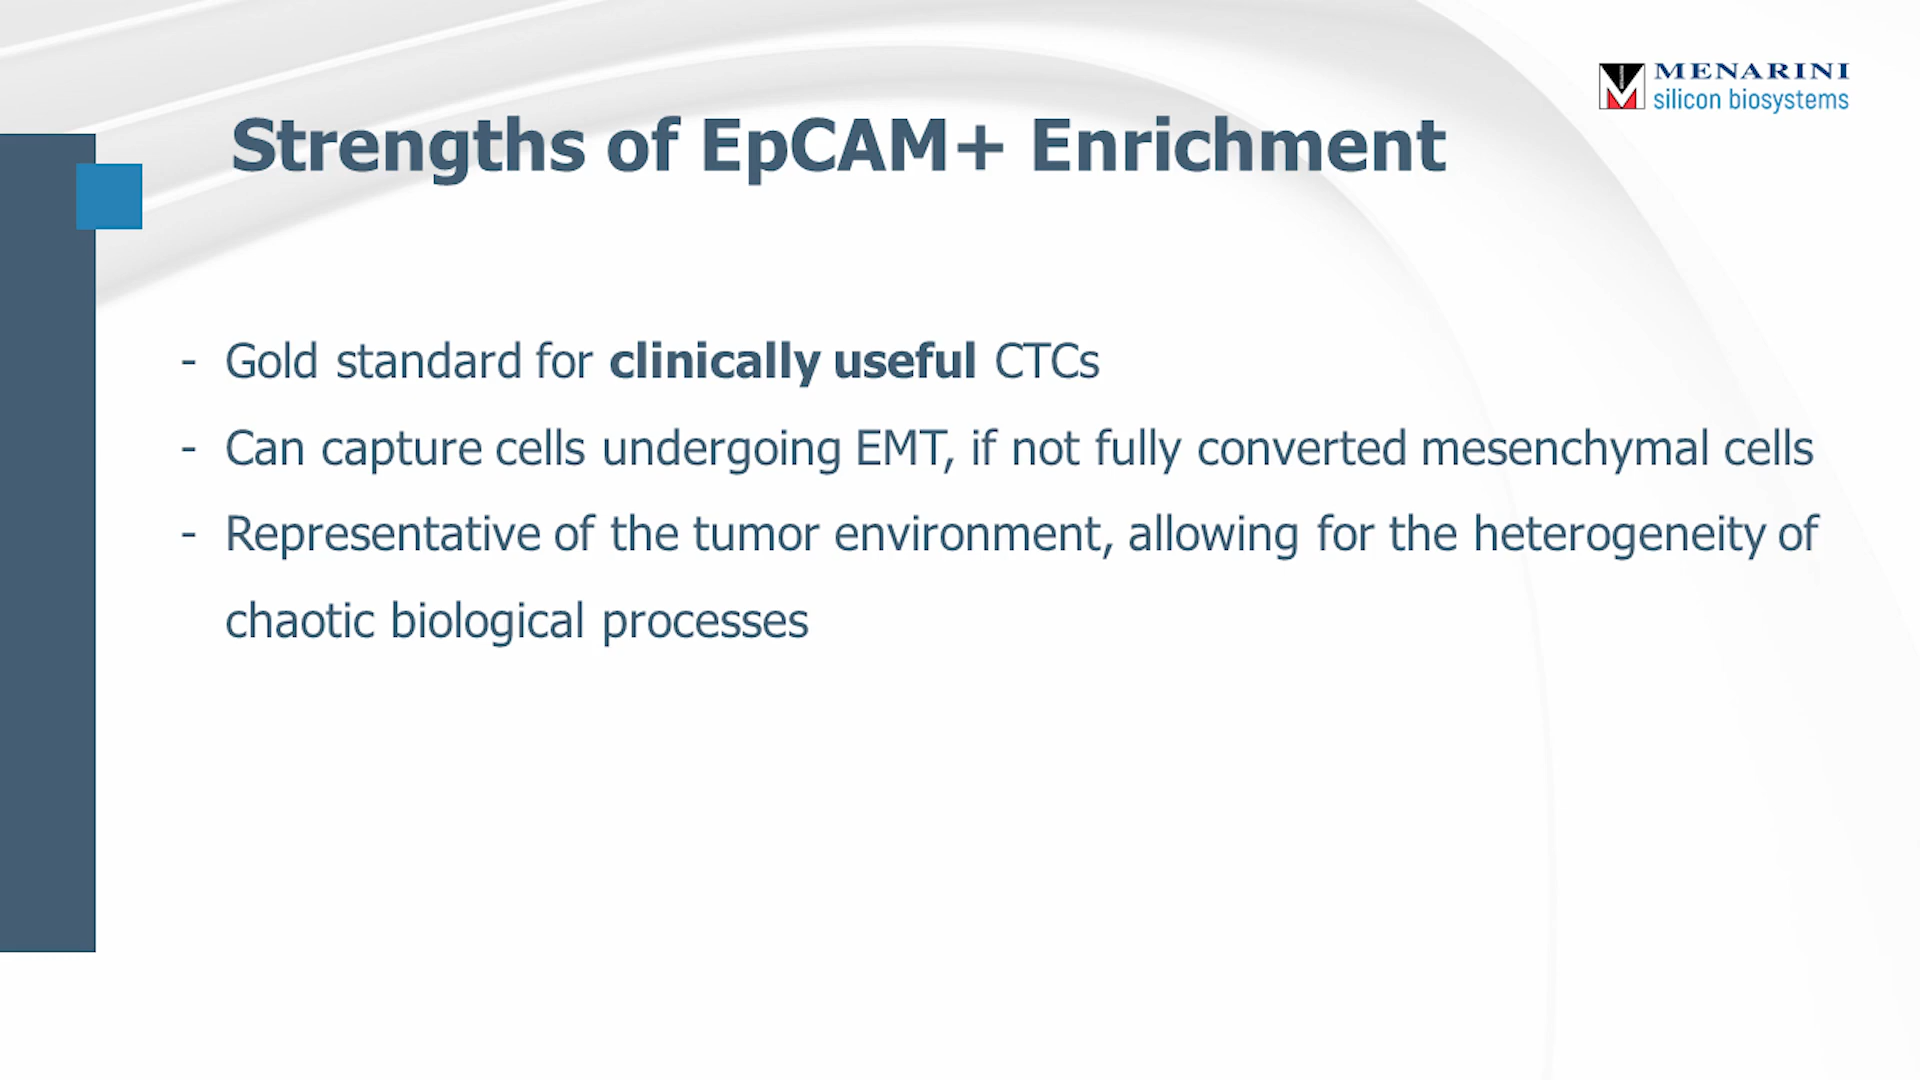 MENARINI
silicon biosystems
Strengths of EpCAM+ Enrichment
- Gold standard for clinically useful CTCs
- Can capture cells undergoing EMT, if not fully converted mesenchymal cells
- Representative of the tumor environment, allowing for the heterogeneity of
chaotic biological processes